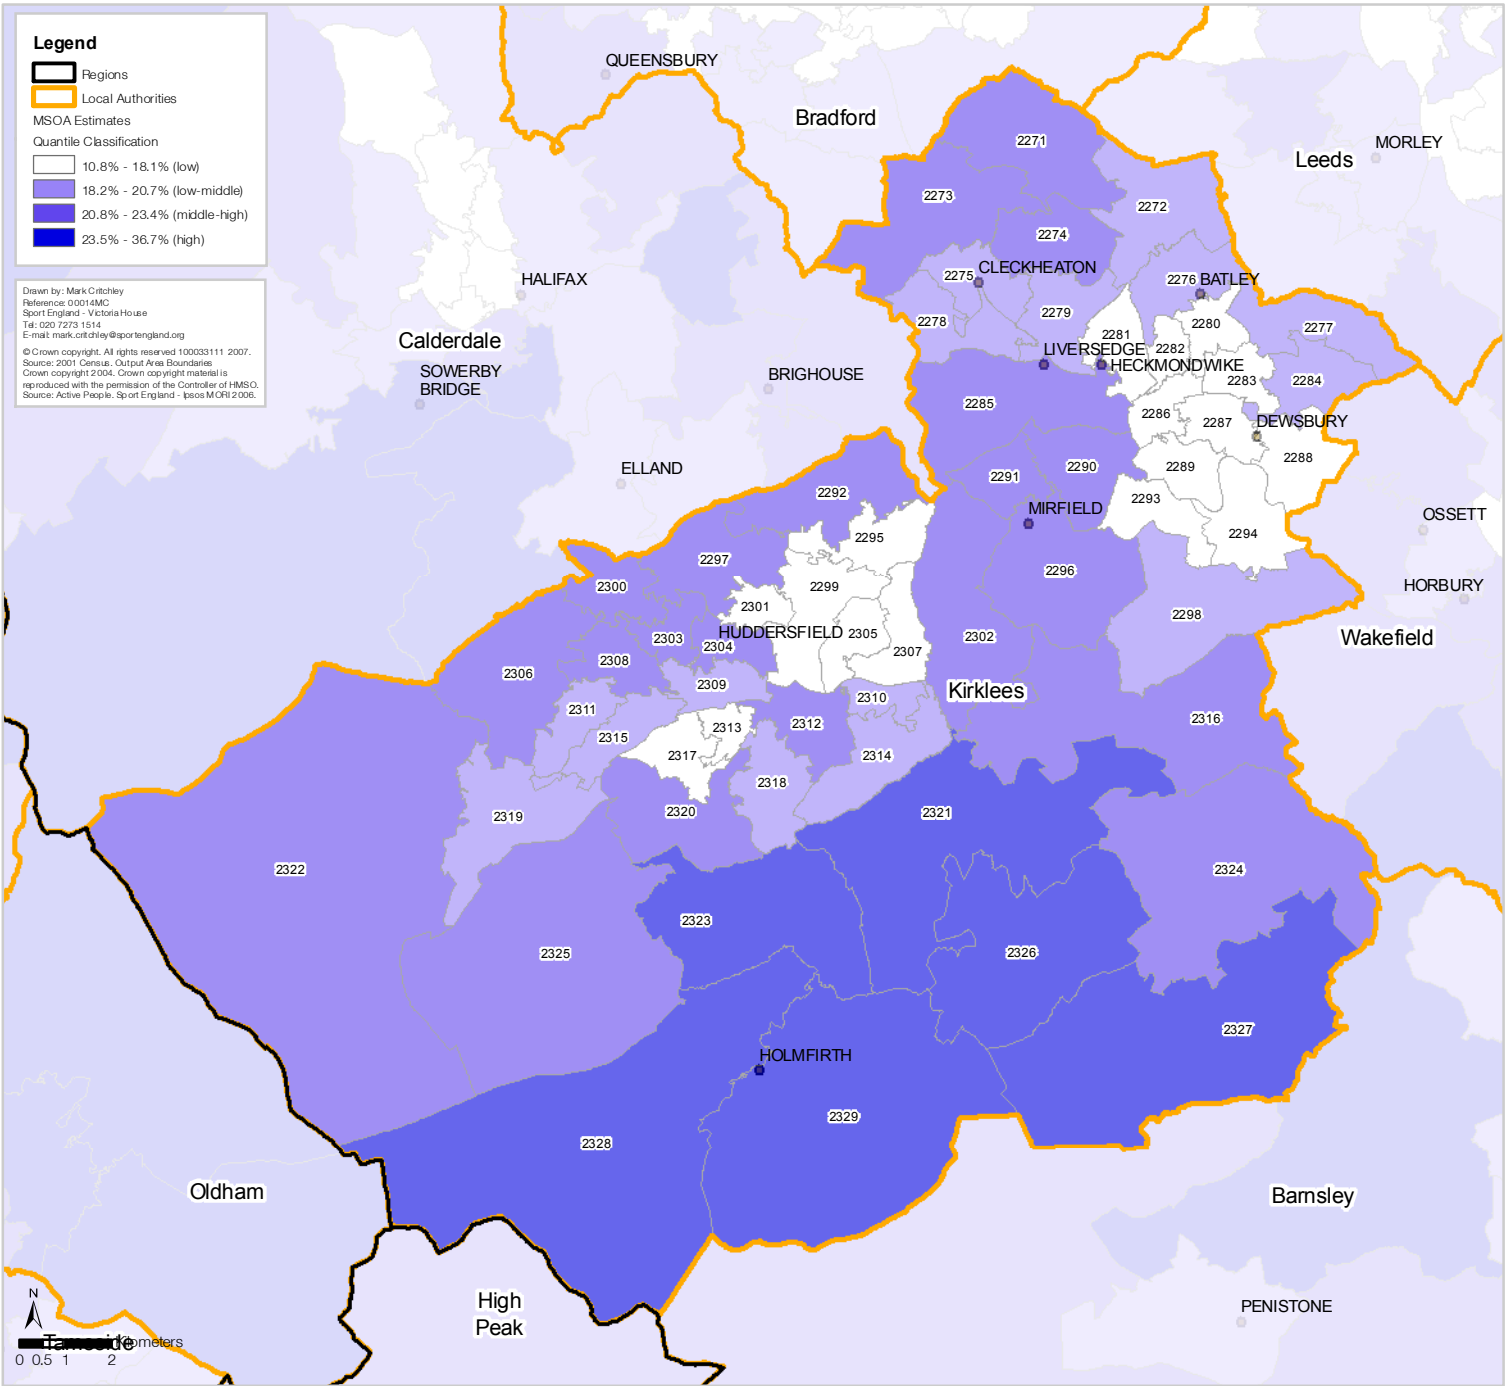 Legend
Regions
Local Authorities
MSOA Estimates
Quantile Classification
10.8% - 18.1% (low)
18.2% - 20.7% (low-middle)
20.8% - 23.4% (middle-high)
23.5% - 36.7% (high)
Drawn by: Mark Critchley
Reference: 00014MC
Sport England - Victoria House
Tel: 020 7273 1514
E-mail: mark.critchley@sportengland.org
© Crown copyright. All rights reserved 100033111 2007.
Source: 2001 Census. Output Area Boundaries
Crown copyright 2004. Crown copyright material is
reproduced with the permission of the Controller of HMSO.
Source: Active People. Sport England - Ipsos MORI 2006.
QUEENSBURY
Bradford
2271
MORLEY
Leeds
2273
2272
2274
CLECKHEATON
2275
2276 BATLEY
HALIFAX
2279
2278
2280
2277
2281
Calderdale
LIVERSEDGE
2282
HECKMONDWIKE
SOWERBY
BRIDGE
BRIGHOUSE
2283
2284
2285
2286
2287
DEWSBURY
2288
ELLAND
2291
2290
2289
2292
2293
MIRFIELD
OSSETT
2295
2294
2297
2296
2300
2299
HORBURY
2301
2298
HUDDERSFIELD
2303
2304
2305
2302
Wakefield
2307
2308
2306
2309
Kirklees
2310
2311
2316
2312
2313
2315
2317
2314
2318
2319
2320
2321
2322
2324
2323
2325
2326
2327
HOLMFIRTH
2329
2328
Oldham
Barnsley
High
Peak
PENISTONE
N
Tameside
Kilometers
0 0.5 1 2